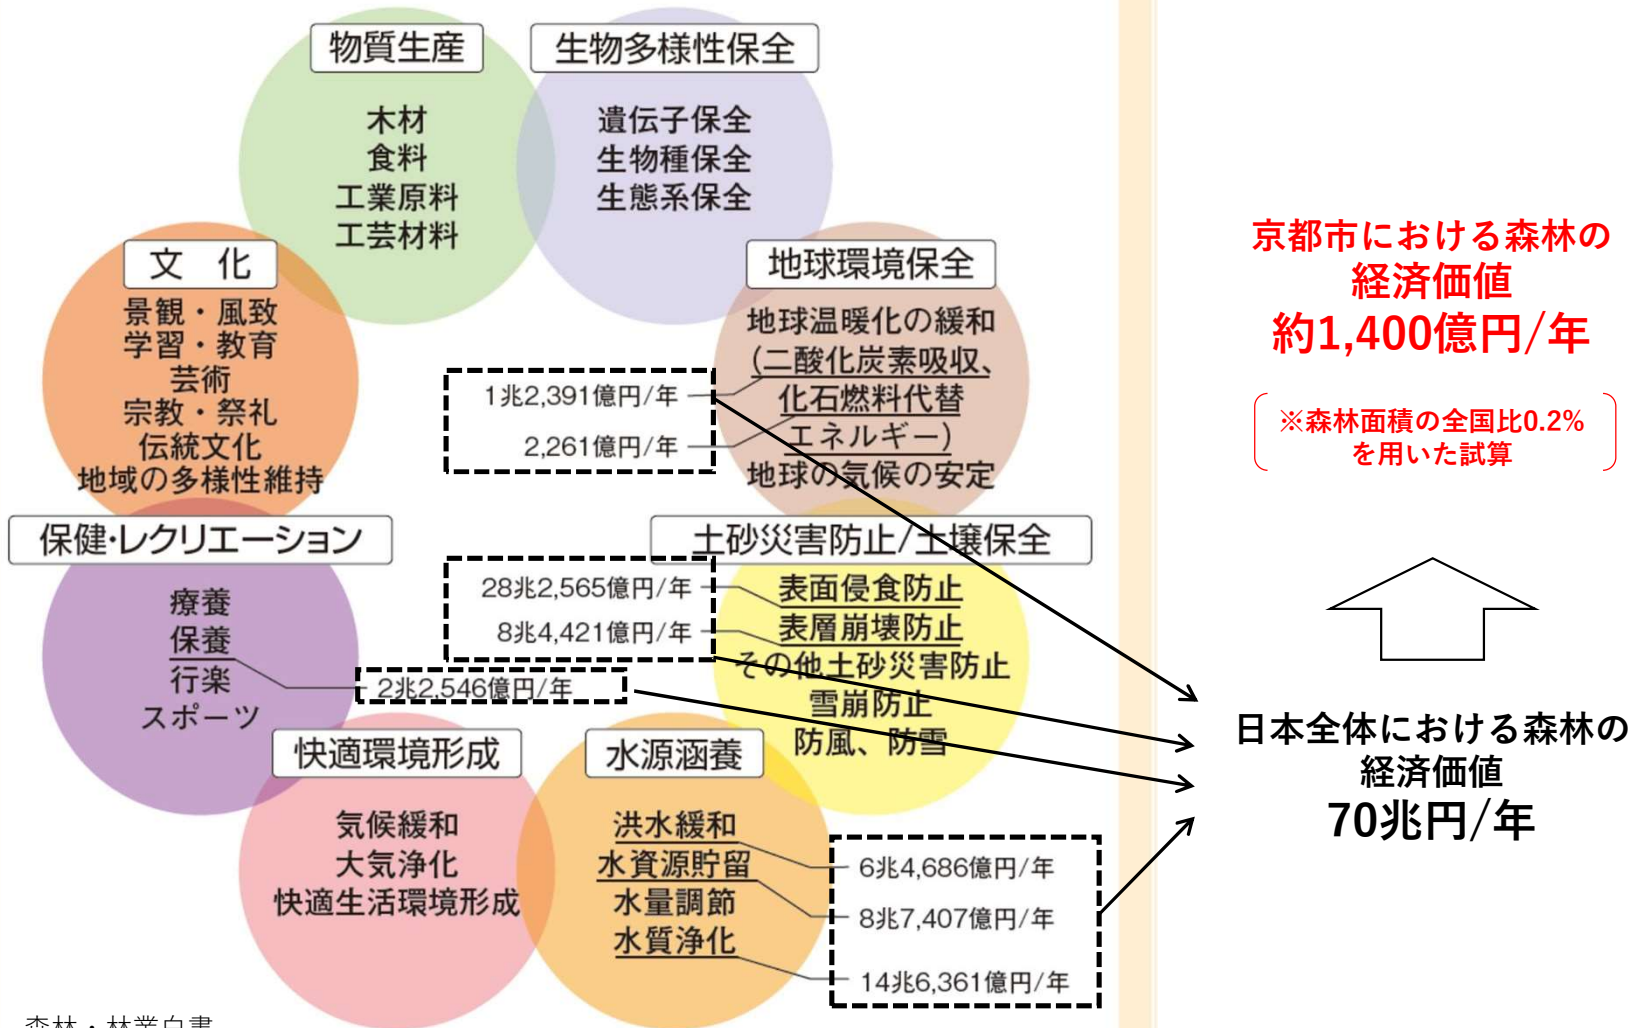 物質生産
木材
食料
工業原料
工芸材料
生物多様性保全
遺伝子保全
生物種保全
生態系保全
文 化
景観・風致
学習・教育
芸術
宗教・祭礼
伝統文化
地域の多様性維持
地球環境保全
地球温暖化の緩和
(二酸化炭素吸収、
化石燃料代替
エネルギー)
地球の気候の安定
1兆2,391億円/年
2,261億円/年
保健・レクリエーション
療養
保養
行楽
スポーツ
2兆2,546億円/年
土砂災害防止/土壌保全
表面侵食防止
表層崩壊防止
その他土砂災害防止
雪崩防止
防風、防雪
28兆2,565億円/年
8兆4,421億円/年
快適環境形成
気候緩和
大気浄化
快適生活環境形成
水源涵養
洪水緩和
水資源貯留
水量調節
水質浄化
6兆4,686億円/年
8兆7,407億円/年
14兆6,361億円/年
京都市における森林の
経済価値
約1,400億円/年
※森林面積の全国比0.2%
を用いた試算
日本全体における森林の
経済価値
70兆円/年
森林・林業白書